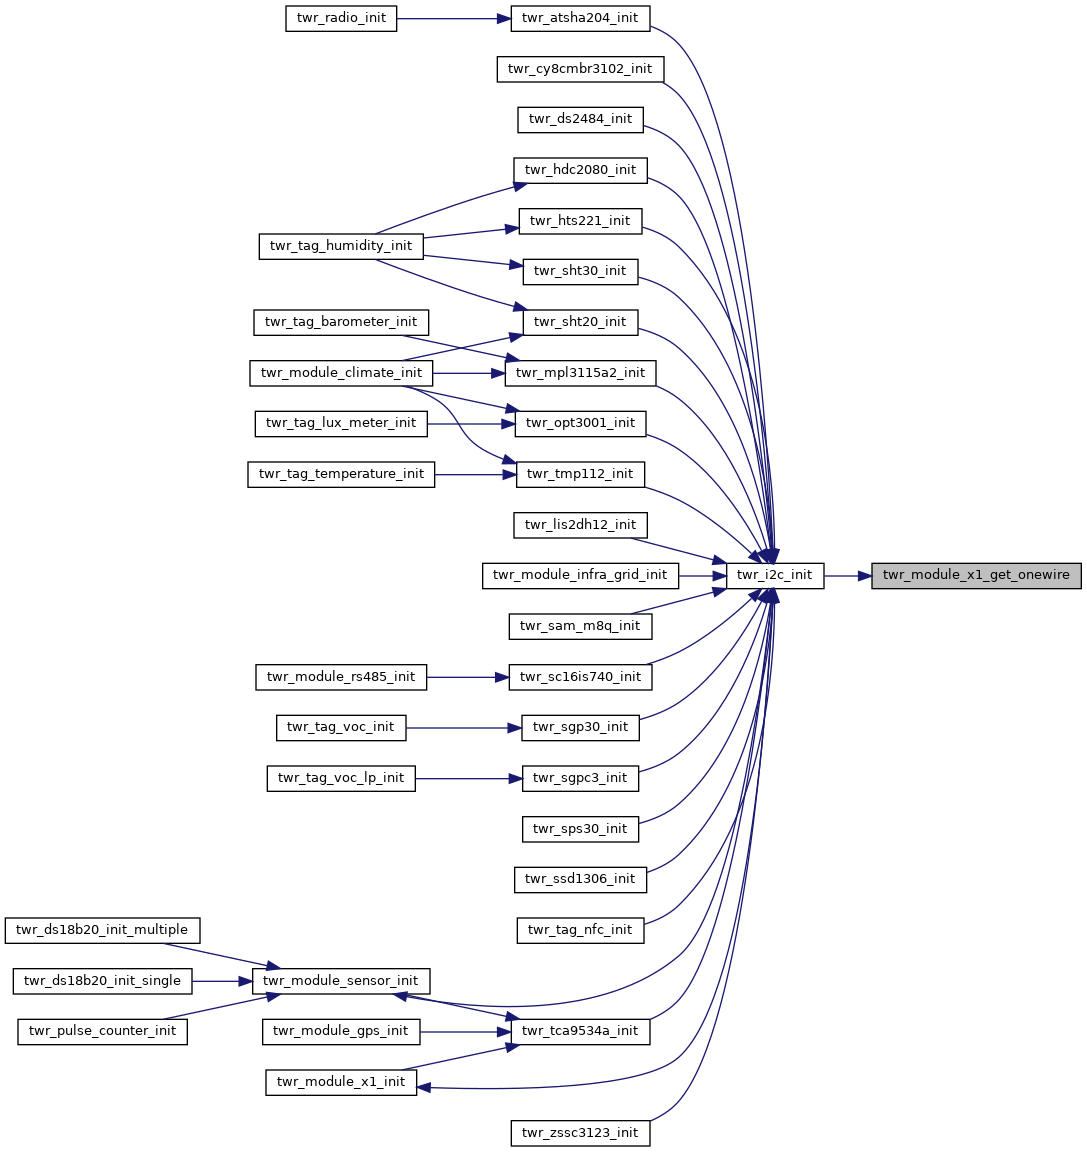 twr_radio_init
twr_atsha204_init
twr_cy8cmbr3102_init
twr_ds2484_init
twr_hdc2080_init
twr_hts221_init
twr_tag_humidity_init
twr_sht30_init
twr_tag_barometer_init
twr_sht20_init
twr_module_climate_init
twr_mpl3115a2_init
twr_tag_lux_meter_init
twr_opt3001_init
twr_tag_temperature_init
twr_tmp112_init
twr_lis2dh12_init
twr_module_infra_grid_init
twr_i2c_init
twr_module_x1_get_onewire
twr_sam_m8q_init
twr_module_rs485_init
twr_sc16is740_init
twr_tag_voc_init
twr_sgp30_init
twr_tag_voc_lp_init
twr_sgpc3_init
twr_sps30_init
twr_ssd1306_init
twr_ds18b20_init_multiple
twr_tag_nfc_init
twr_ds18b20_init_single
twr_module_sensor_init
twr_pulse_counter_init
twr_module_gps_init
twr_tca9534a_init
twr_module_x1_init
twr_zssc3123_init